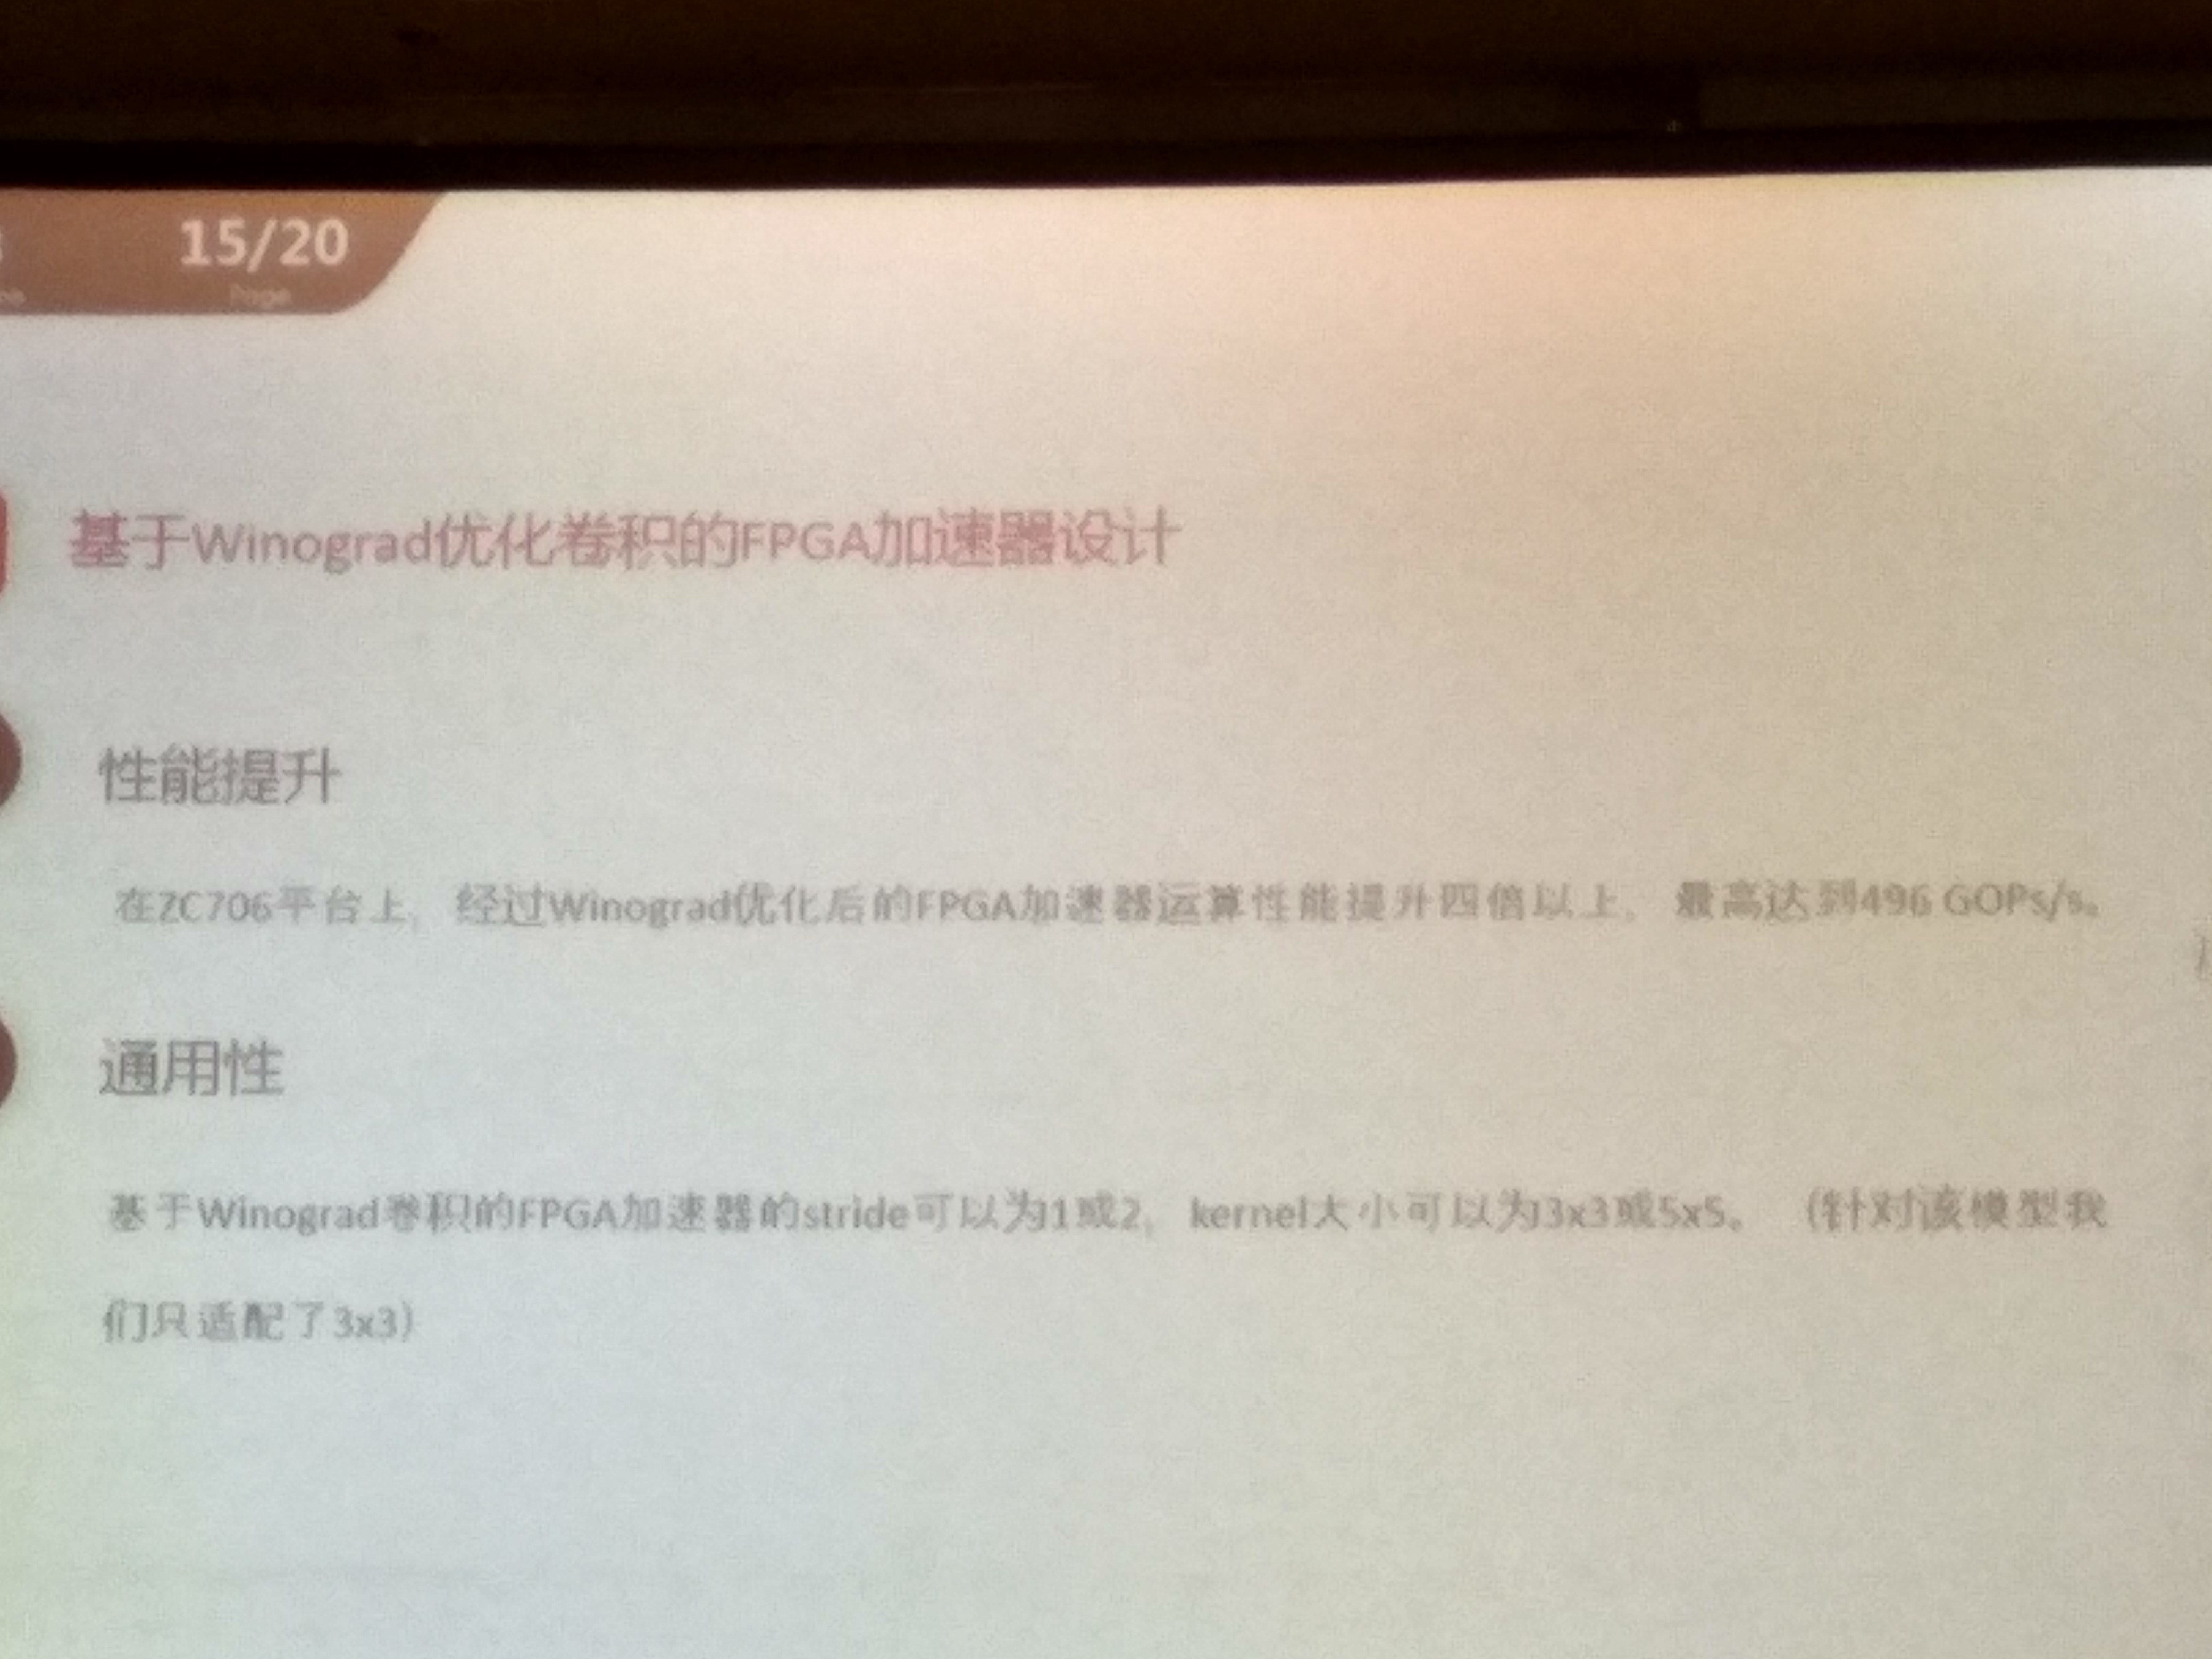 15/20
Page
基于Winograd优化卷积的FPGA加速器设计
性能提升
在ZC706平台上，经过Winograd优化后的FPGA加速器运算性能提升四倍以上，最高达到496 GOPs/s。
通用性
基于Winograd卷积的FPGA加速器的stride可以为1或2，kernel大小可以为3x3或5x5。（针对该模型我
们只适配了3x3）